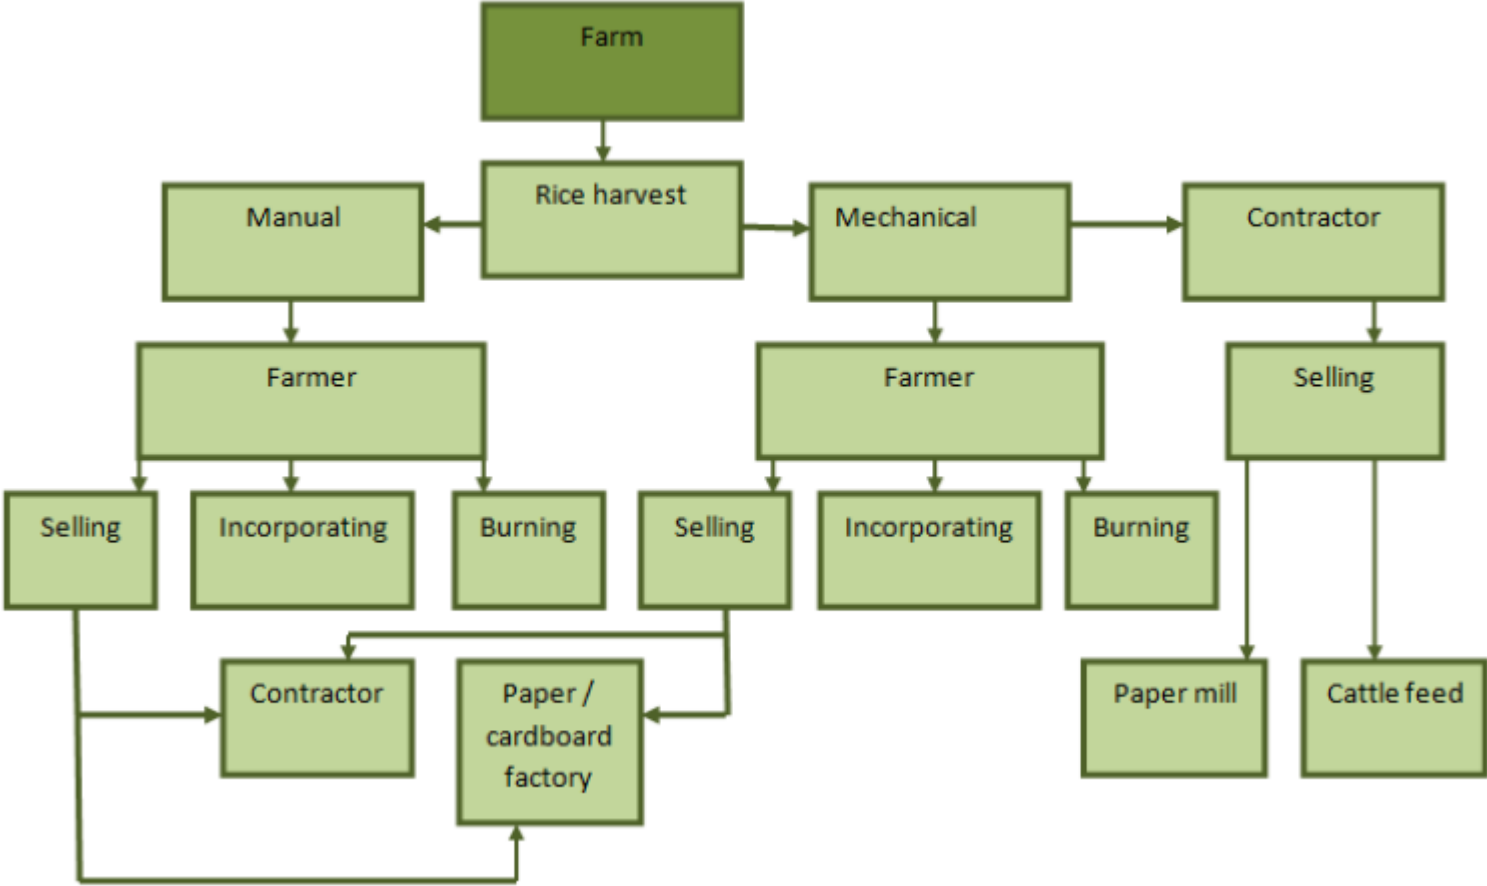 Farm
Rice harvest
Manual
Mechanical
Contractor
Farmer
Farmer
Selling
Selling
Incorporating
Burning
Selling
Incorporating
Burning
Contractor
Paper /
cardboard
factory
Paper mill
Cattle feed